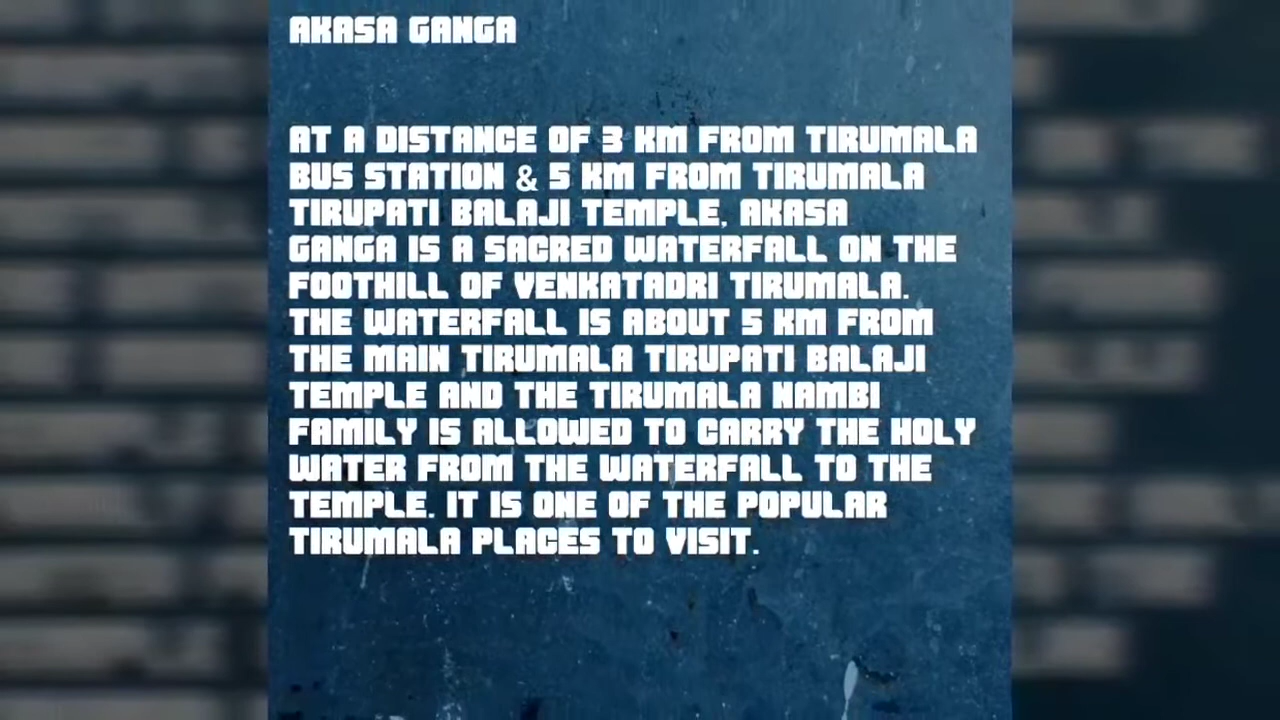 AKASA GANGA
AT A DISTANCE OF 3 KM FROM TIRUMALA
BUS STATION & 5 KM FROM TIRUMALA
TIRUPATI BALAJI TEMPLE, AKASA
GANGA IS A SACRED WATERFALL ON THE
FOOTHILL OF VENKATADRI TIRUMALA.
THE WATERFALL IS ABOUT 5 KM FROM
THE MAIN TIRUMALA TIRUPATI BALAJI
TEMPLE AND THE TIRUMALA NAMBI
FAMILY IS ALLOWED TO CARRY THE HOLY
WATER FROM THE WATERFALL TO THE
TEMPLE. IT IS ONE OF THE POPULAR
TIRUMALA PLACES TO VISIT.